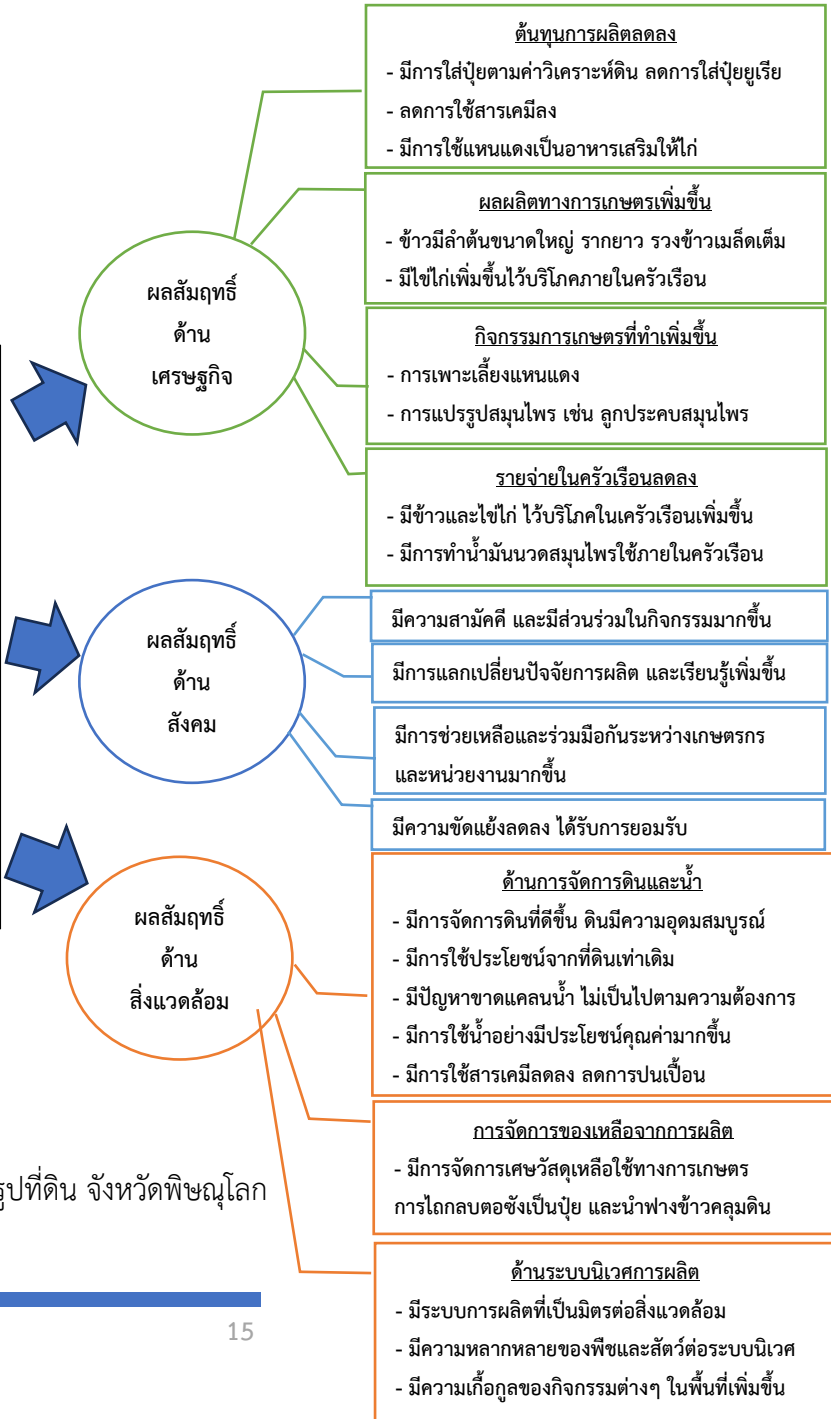 ต้นทุนการผลิตลดลง
- มีการใส่ปุ๋ยตามค่าวิเคราะห์ดิน ลดการใส่ปุ๋ยยูเรีย
- ลดการใช้สารเคมีลง
- มีการใช้แหนแดงเป็นอาหารเสริมให้ไก่
ผลผลิตทางการเกษตรเพิ่มขึ้น
- ข้าวมีลำต้นขนาดใหญ่ รากยาว รวงข้าวเมล็ดเต็ม
- มีไข่ไก่เพิ่มขึ้นไว้บริโภคภายในครัวเรือน
ผลสัมฤทธิ์
ด้าน
เศรษฐกิจ
กิจกรรมการเกษตรที่ทำเพิ่มขึ้น
- การเพาะเลี้ยงแหนแดง
- การแปรรูปสมุนไพร เช่น ลูกประคบสมุนไพร
รายจ่ายในครัวเรือนลดลง
- มีข้าวและไข่ไก่ ไว้บริโภคในเครัวเรือนเพิ่มขึ้น
- มีการทำน้ำมันนวดสมุนไพรใช้ภายในครัวเรือน
ผลสัมฤทธิ์
ด้าน
สังคม
มีความสามัคคี และมีส่วนร่วมในกิจกรรมมากขึ้น
มีการแลกเปลี่ยนปัจจัยการผลิต และเรียนรู้เพิ่มขึ้น
มีการช่วยเหลือและร่วมมือกันระหว่างเกษตรกร
และหน่วยงานมากขึ้น
มีความขัดแย้งลดลง ได้รับการยอมรับ
ผลสัมฤทธิ์
ด้าน
สิ่งแวดล้อม
ด้านการจัดการดินและน้ำ
- มีการจัดการดินที่ดีขึ้น ดินมีความอุดมสมบูรณ์
- มีการใช้ประโยชน์จากที่ดินเท่าเดิม
- มีปัญหาขาดแคลนน้ำ ไม่เป็นไปตามความต้องการ
- มีการใช้น้ำอย่างมีประโยชน์คุณค่ามากขึ้น
- มีการใช้สารเคมีลดลง ลดการปนเปื้อน
การจัดการของเหลือจากการผลิต
- มีการจัดการเศษวัสดุเหลือใช้ทางการเกษตร
การไถกลบตอซังเป็นปุ๋ย และนำฟางข้าวคลุมดิน
ด้านระบบนิเวศการผลิต
- มีระบบการผลิตที่เป็นมิตรต่อสิ่งแวดล้อม
- มีความหลากหลายของพืชและสัตว์ต่อระบบนิเวศ
- มีความเกื้อกูลของกิจกรรมต่างๆ ในพื้นที่เพิ่มขึ้น
รูปที่ดิน จังหวัดพิษณุโลก
15